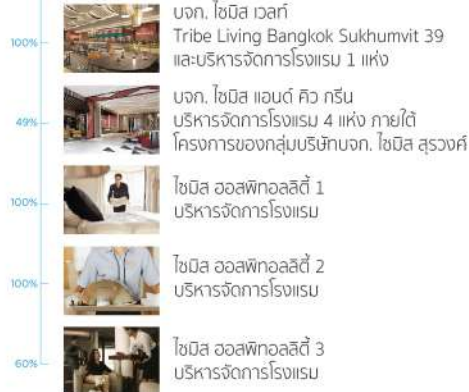 100%
บจก. ไซมิส เวลท์
Tribe Living Bangkok Sukhumvit 39
และบริหารจัดการโรงแรม 1 แห่ง
49%
บจก. ไซมิส แอนด์ คิว กรีน
บริหารจัดการโรงแรม 4 แห่ง ภายใต้
โครงการของกลุ่มบริษัทบจก. ไซมิส สุรวงศ์
100%
ไซมิส ฮอสพิทอลลิตี้ 1
บริหารจัดการโรงแรม
100%
ไซมิส ฮอสพิทอลลิตี้ 2
บริหารจัดการโรงแรม
60%
ไซมิส ฮอสพิทอลลิตี้ 3
บริหารจัดการโรงแรม